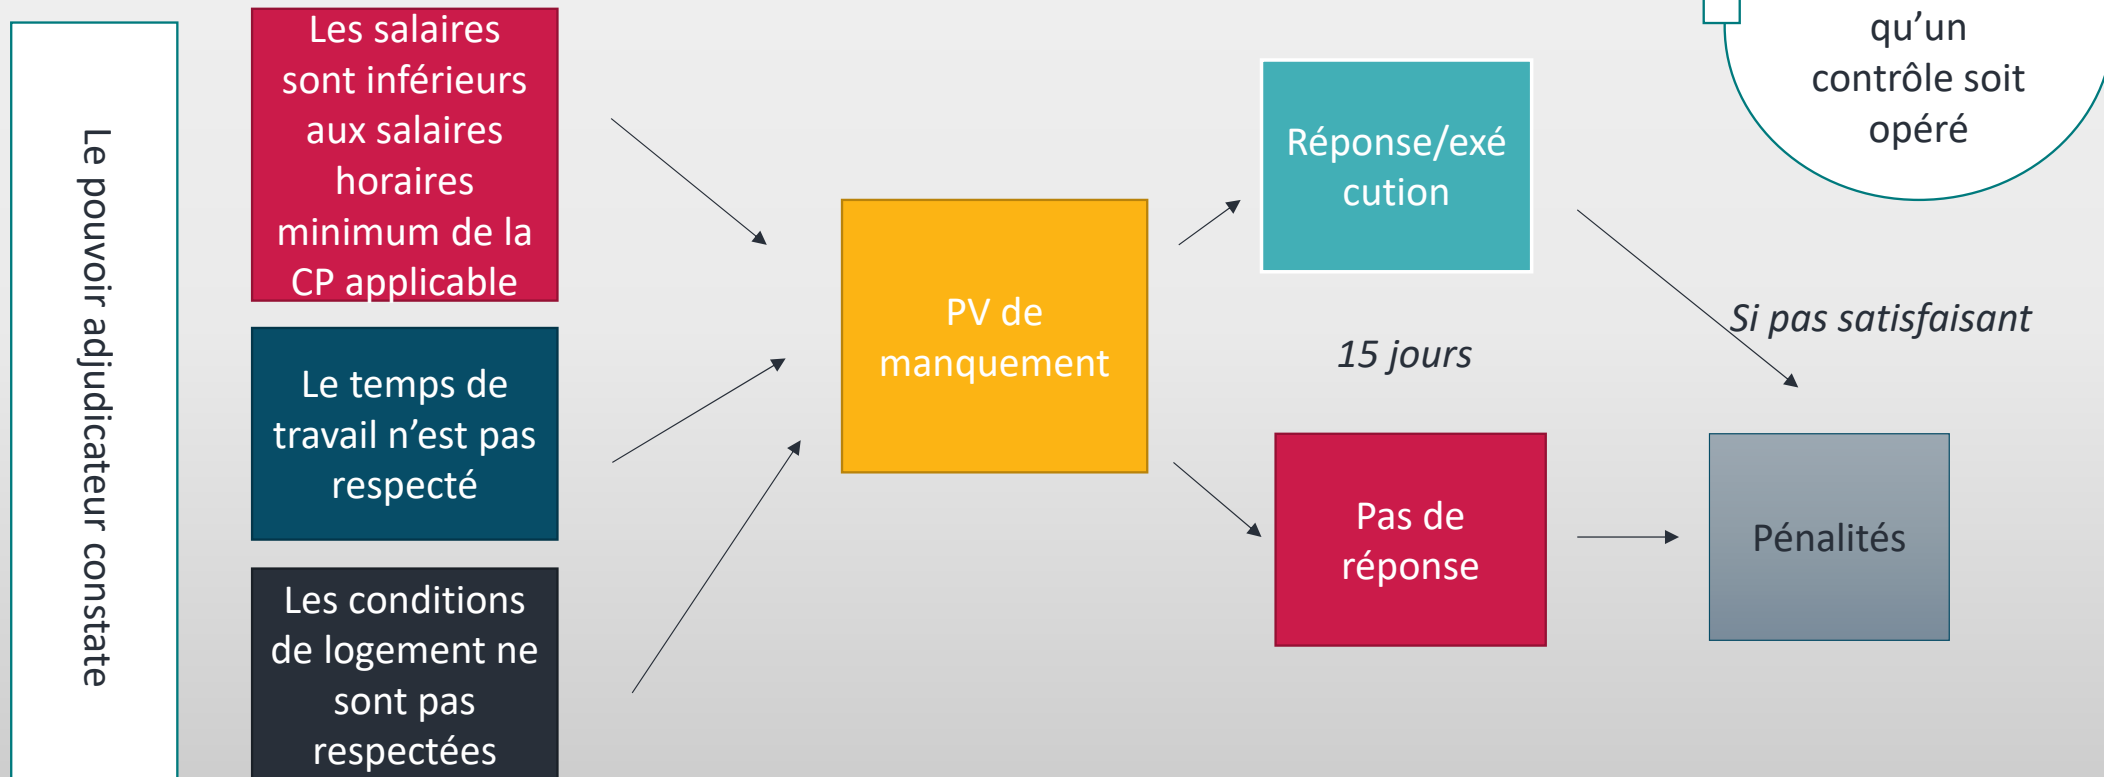 Le pouvoir adjudicateur constate
Les salaires
sont inférieurs
aux salaires
horaires
minimum de la
CP applicable
Le temps de
travail n’est pas
respecté
Les conditions
de logement ne
sont pas
respectées
PV de
manquement
Réponse/exé
cution
15 jours
Pas de
réponse
qu’un
contrôle soit
opéré
Si pas satisfaisant
Pénalités